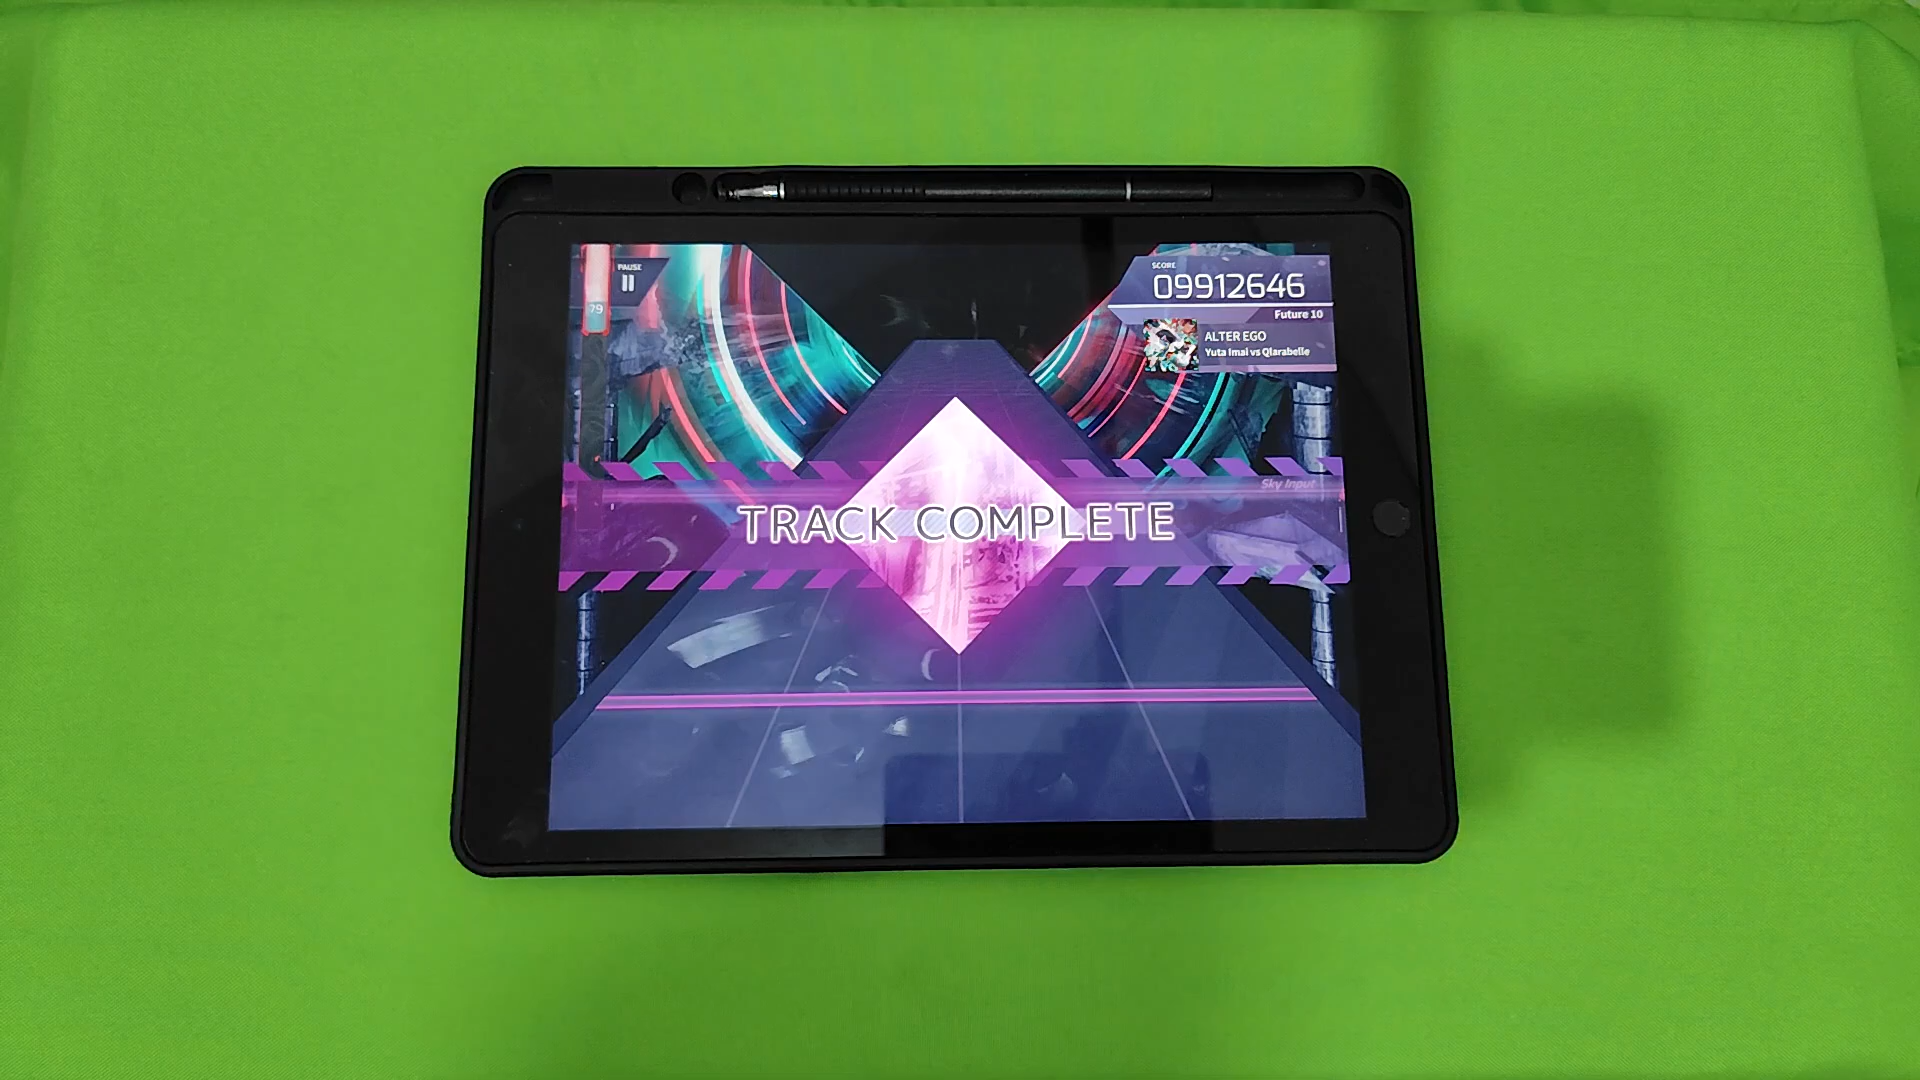 PAUSE
79
SCORE
09912646
Future 10
ALTER EGO
Yuta Imai vs Qlarabelle
Sky Input
TRACK COMPLETE